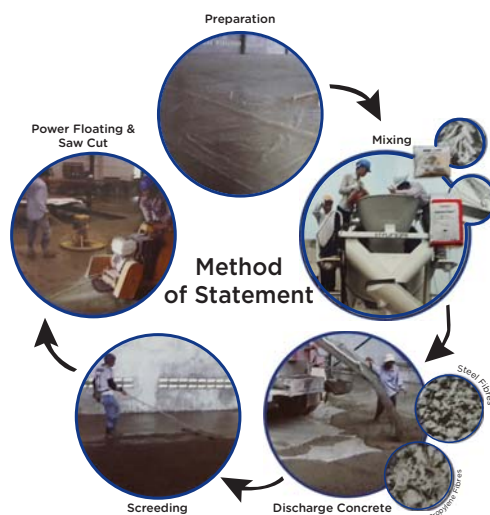 Preparation
Mixing
Power Floating &
Saw Cut
Method
of Statement
Steel Fibres
Screeding
Discharge Concrete